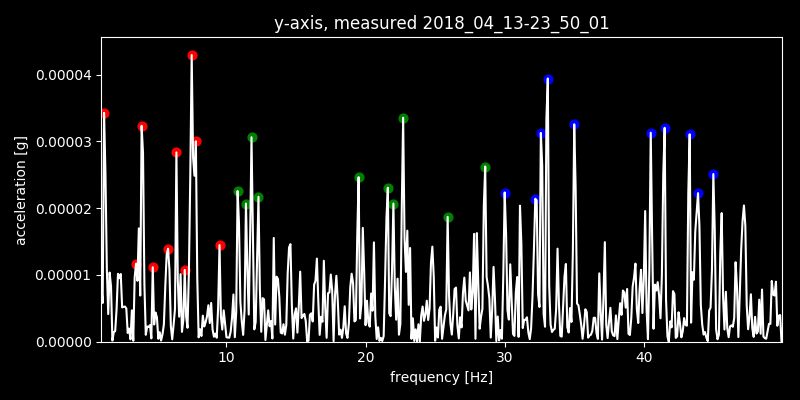 y-axis, measured 2018_04_13-23_50_01
0.00004
0.00003
0.00002
0.00001
0.00000
acceleration [g]
10 20 30 40
frequency [Hz]